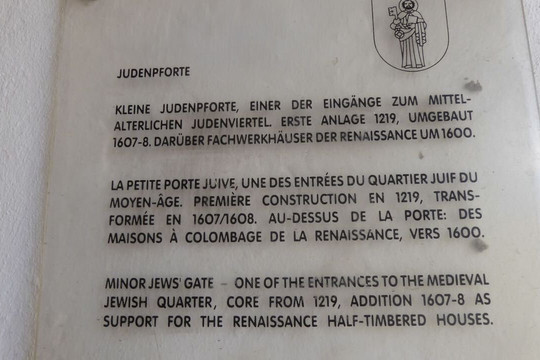 JUDENPFORTE
KLEINE JUDENPFORTE, EINER DER EINGÄNGE ZUM MITTEL-
ALTERLICHEN JUDENVIERTEL. ERSTE ANLAGE 1219, UMGEBAUT
1607-8. DARÜBER FACHWERKHÄUSER DER RENAISSANCE UM 1600.
LA PETITE PORTE JUIVE, UNE DES ENTRÉES DU QUARTIER JUIF DU
MOYEN-ÂGE. PREMIÈRE CONSTRUCTION EN 1219, TRANS-
FORMÉE EN 1607/1608. AU-DESSUS DE LA PORTE: DES
MAISONS À COLOMBAGE DE LA RENAISSANCE, VERS 1600.
MINOR JEWS' GATE – ONE OF THE ENTRANCES TO THE MEDIEVAL
JEWISH QUARTER, CORE FROM 1219, ADDITION 1607-8 AS
SUPPORT FOR THE RENAISSANCE HALF-TIMBERED HOUSES.